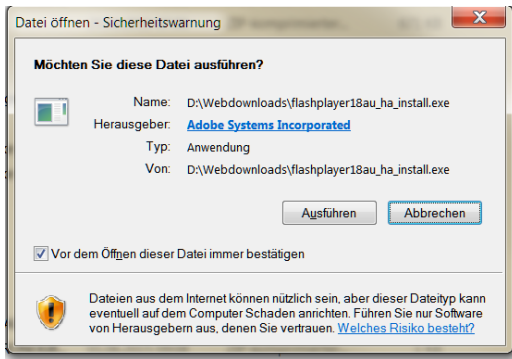 Datei öffnen - Sicherheitswarnung
Möchten Sie diese Datei ausführen?
Name: D:\Webdownloads\flashplayer18au_ha_install.exe
Herausgeber: Adobe Systems Incorporated
Typ: Anwendung
Von: D:\Webdownloads\flashplayer18au_ha_install.exe
Ausführen Abbrechen
Vor dem Öffnen dieser Datei immer bestätigen
Dateien aus dem Internet können nützlich sein, aber dieser Dateityp kann
eventuell auf dem Computer Schaden anrichten. Führen Sie nur Software
von Herausgebern aus, denen Sie vertrauen. Welches Risiko besteht?